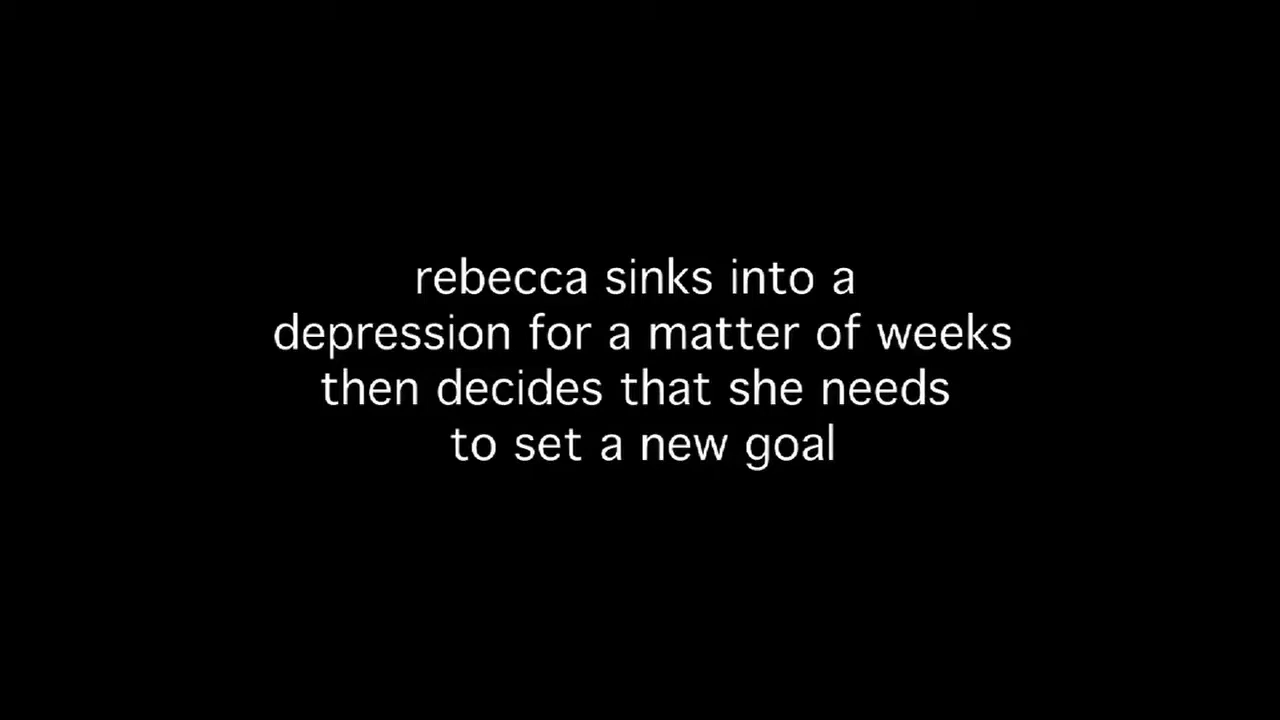 rebecca sinks into a
depression for a matter of weeks
then decides that she needs
to set a new goal